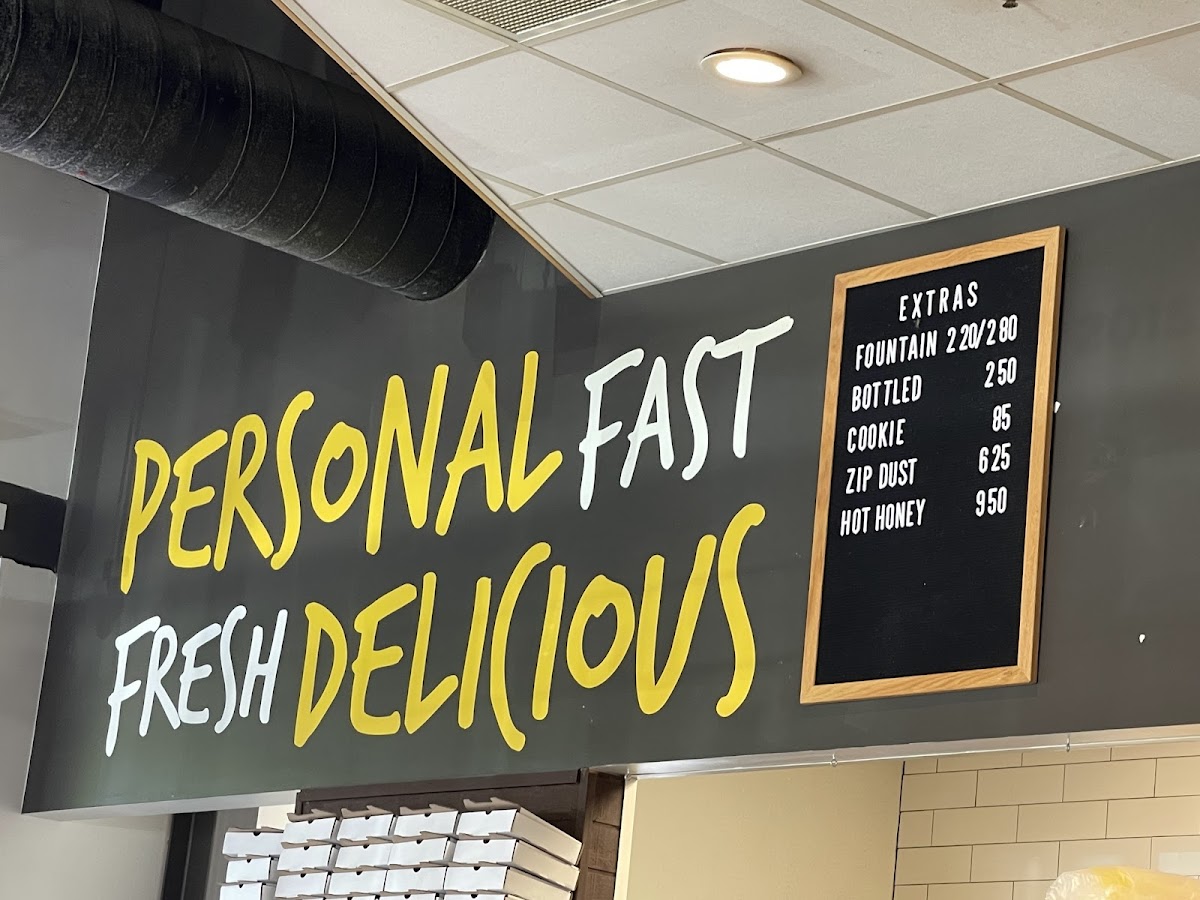 PERSONAL FAST
FRESH DELICIOUS
EXTRAS
FOUNTAIN 220/280
BOTTLED 250
COOKIE 85
ZIP DUST 625
HOT HONEY 950